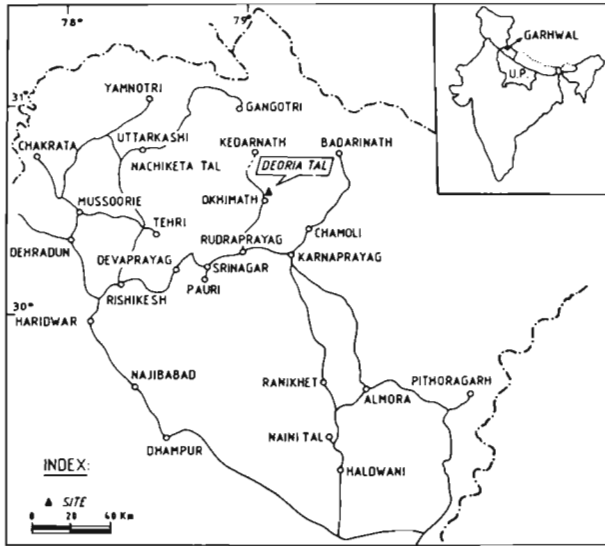 78
79
GARHWAL
U.P.
31°
YAMNOTRI
GANGOTRI
UTTARKASHI
KEDARNATH
BADARINATH
CHAKRATA
NACHIKETA TAL
DEORIA TAL
OKHIMATH
MUSSOORIE
TEHRI
CHAMOLI
RUDRAPRAYAG
DEHRADUN
DEVAPRAYAG
KARNAPRAYAG
SRINAGAR
RISHIKESH
PAURI
30°
HARIDWAR
NAJIBABAD
RANIKHET
PITHORAGARH
ALMORA
NAINI TAL
DHAMPUR
HALDWANI
INDEX:
SITE
0 20 40 Km